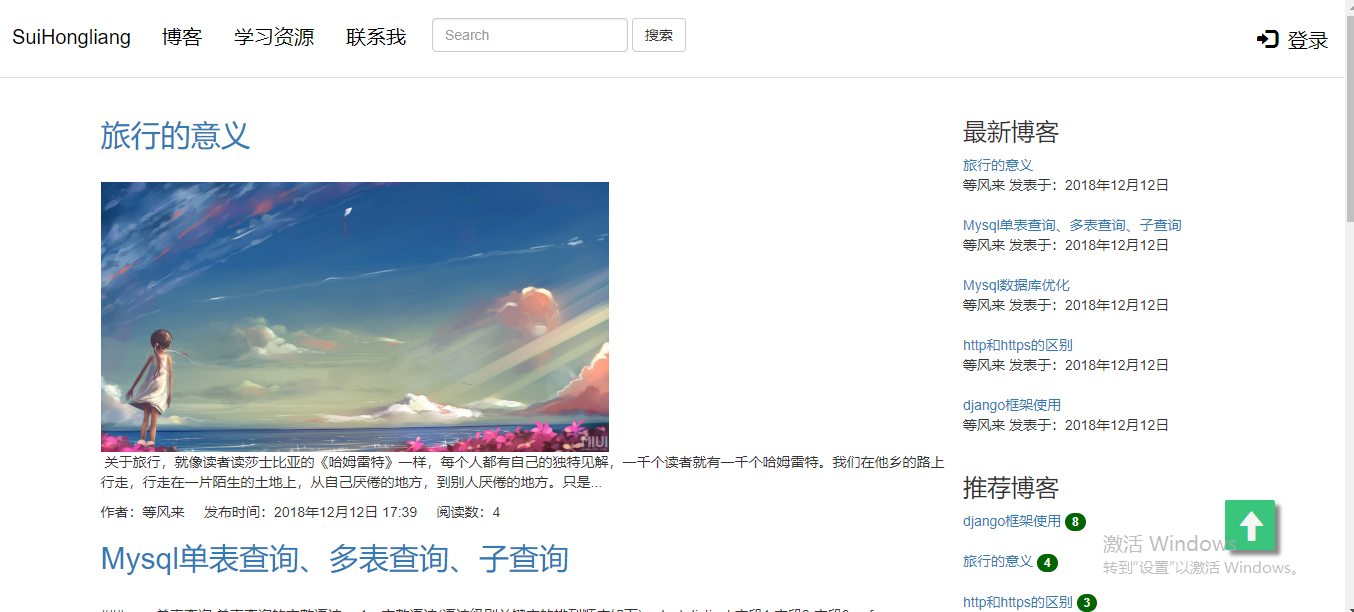 SuiHongliang 博客 学习资源 联系我 Search 搜索 登录
旅行的意义
MIUI
关于旅行，就像读者读莎士比亚的《哈姆雷特》一样，每个人都有自己的独特见解，一千个读者就有一千个哈姆雷特。我们在他乡的路上
行走，行走在一片陌生的土地上，从自己厌倦的地方，到别人厌倦的地方。只是...
作者：等风来 发布时间：2018年12月12日 17:39 阅读数：4
Mysql单表查询、多表查询、子查询
最新博客
旅行的意义
等风来 发表于：2018年12月12日
Mysql单表查询、多表查询、子查询
等风来 发表于：2018年12月12日
Mysql数据库优化
等风来 发表于：2018年12月12日
http和https的区别
等风来 发表于：2018年12月12日
django框架使用
等风来 发表于：2018年12月12日
推荐博客
django框架使用 8
旅行的意义 4
http和https的区别 3
激活 Windows
转到"设置"以激活 Windows。